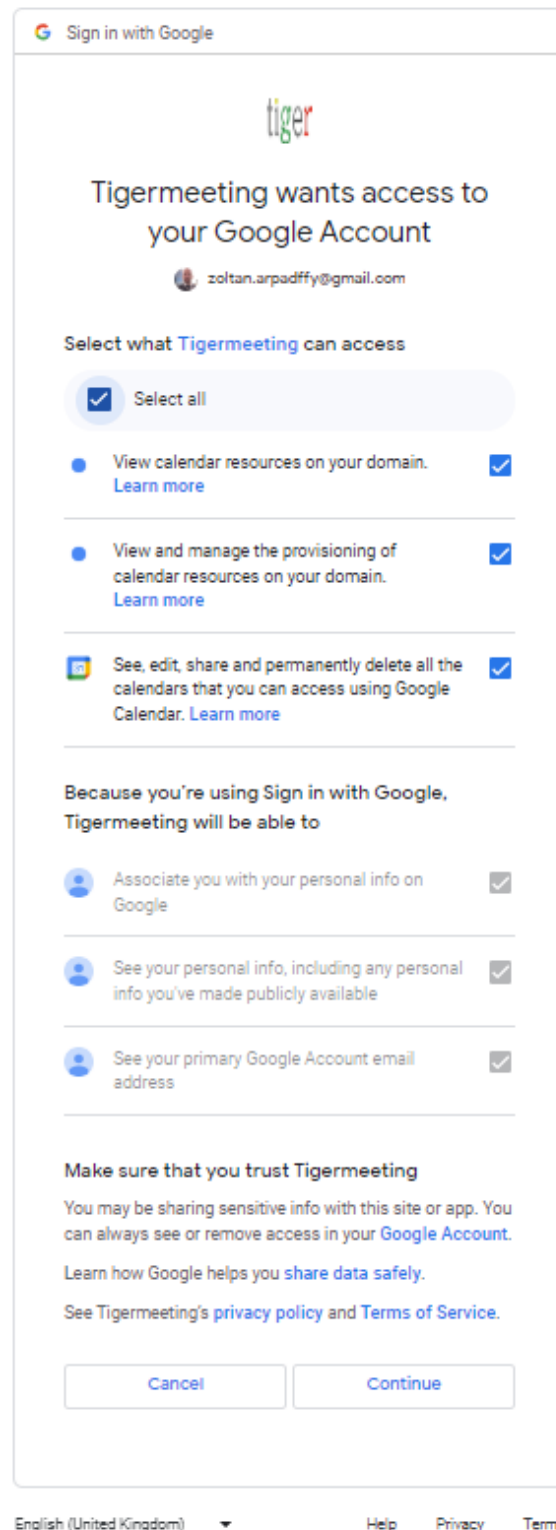 Sign in with Google
tiger
Tigermeeting wants access to
your Google Account
zoltan.arpadffy@gmail.com
Select what Tigermeeting can access
Select all
View calendar resources on your domain.
Learn more
View and manage the provisioning of
calendar resources on your domain.
Learn more
See, edit, share and permanently delete all the
calendars that you can access using Google
Calendar. Learn more
Because you're using Sign in with Google,
Tigermeeting will be able to
Associate you with your personal info on
Google
See your personal info, including any personal
info you've made publicly available
See your primary Google Account email
address
Make sure that you trust Tigermeeting
You may be sharing sensitive info with this site or app. You
can always see or remove access in your Google Account.
Learn how Google helps you share data safely.
See Tigermeeting's privacy policy and Terms of Service.
Cancel Continue
English (United Kingdom) Help Privacy Term